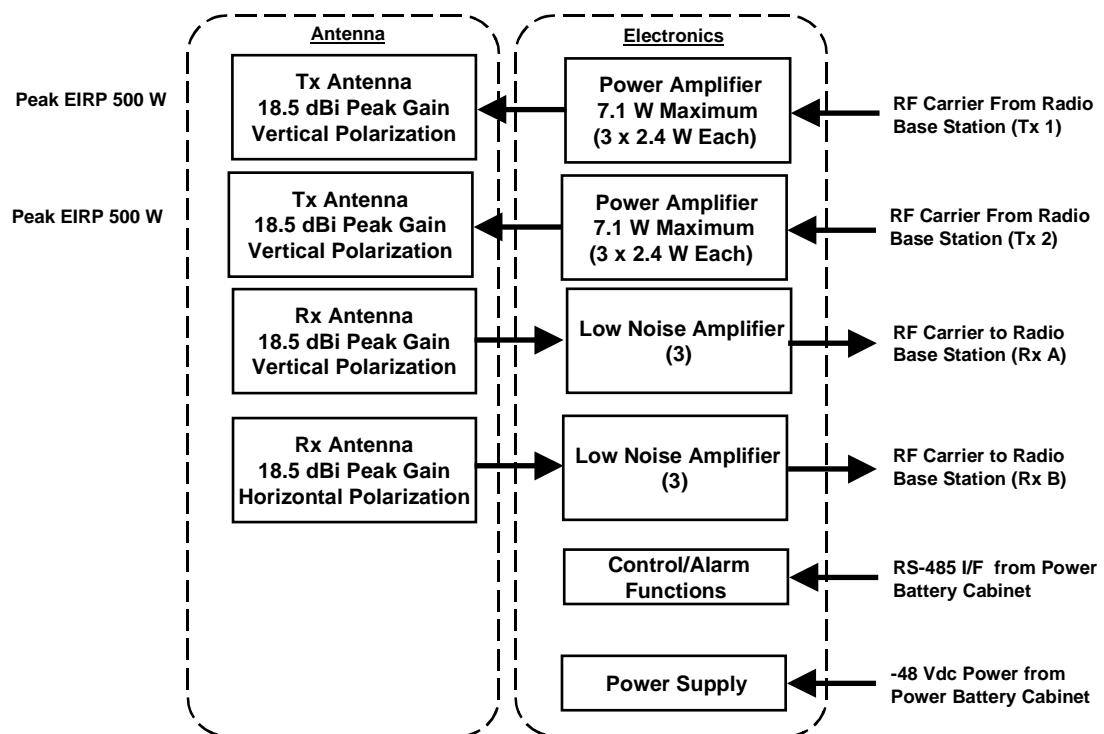 Antenna
Electronics
Peak EIRP 500 W
Tx Antenna
18.5 dBi Peak Gain
Vertical Polarization
Power Amplifier
7.1 W Maximum
(3 x 2.4 W Each)
RF Carrier From Radio
Base Station (Tx 1)
Peak EIRP 500 W
Tx Antenna
18.5 dBi Peak Gain
Vertical Polarization
Power Amplifier
7.1 W Maximum
(3 x 2.4 W Each)
RF Carrier From Radio
Base Station (Tx 2)
Rx Antenna
18.5 dBi Peak Gain
Vertical Polarization
Low Noise Amplifier
(3)
RF Carrier to Radio
Base Station (Rx A)
Rx Antenna
18.5 dBi Peak Gain
Horizontal Polarization
Low Noise Amplifier
(3)
RF Carrier to Radio
Base Station (Rx B)
Control/Alarm
Functions
RS-485 I/F from Power
Battery Cabinet
Power Supply
-48 Vdc Power from
Power Battery Cabinet